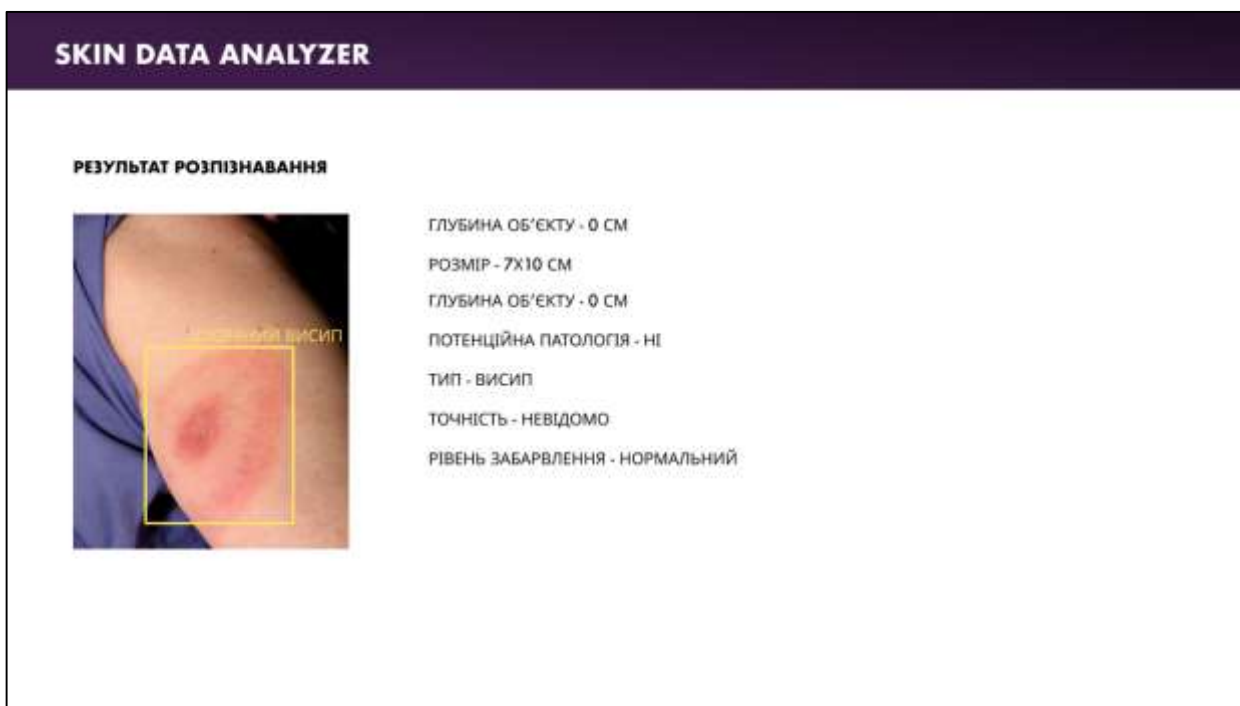 SKIN DATA ANALYZER
РЕЗУЛЬТАТ РОЗПІЗНАВАННЯ
ГЛУБИНА ОБ’ЄКТУ - 0 СМ
РОЗМІР - 7X10 СМ
ГЛУБИНА ОБ’ЄКТУ - 0 СМ
ВИСИП
ПОТЕНЦІЙНА ПАТОЛОГІЯ - НІ
ТИП - ВИСИП
ТОЧНІСТЬ - НЕВІДОМО
РІВЕНЬ ЗАБАРВЛЕННЯ - НОРМАЛЬНИЙ